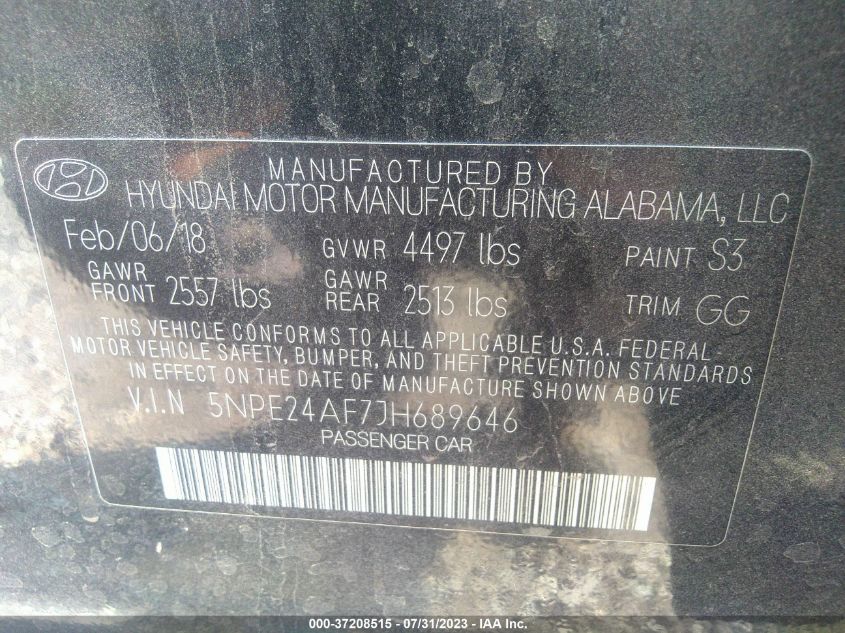 MANUFACTURED BY
HYUNDAI MOTOR MANUFACTURING ALABAMA, LLC
Feb/06/18 GVWR 4497 lbs PAINT S3
GAWR FRONT 2557 lbs GAWR REAR 2513 lbs TRIM GG
THIS VEHICLE CONFORMS TO ALL APPLICABLE U.S.A. FEDERAL
MOTOR VEHICLE SAFETY, BUMPER, AND THEFT PREVENTION STANDARDS
IN EFFECT ON THE DATE OF MANUFACTURE SHOWN ABOVE
V.I.N 5NPE24AF7JH689646
PASSENGER CAR
000-37208515 - 07/31/2023 - IAA Inc.